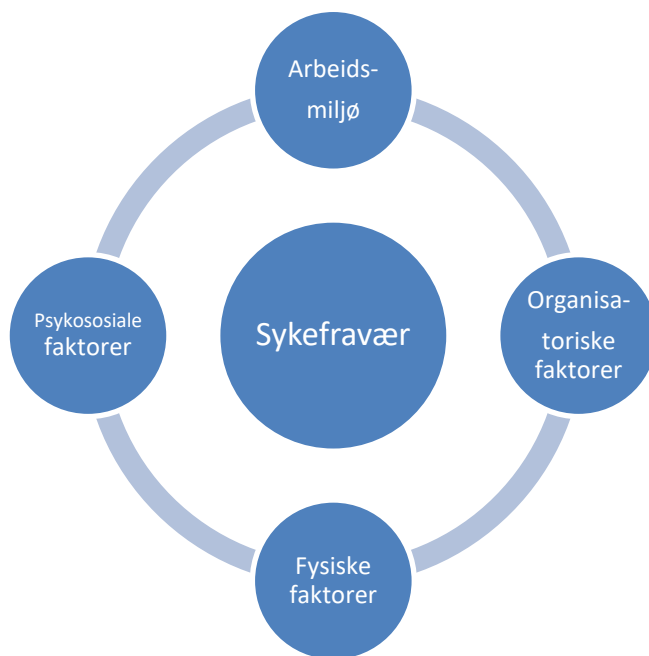 Arbeids-
miljø
Psykososiale
faktorer
Sykefravær
Organisa-
toriske
faktorer
Fysiske
faktorer